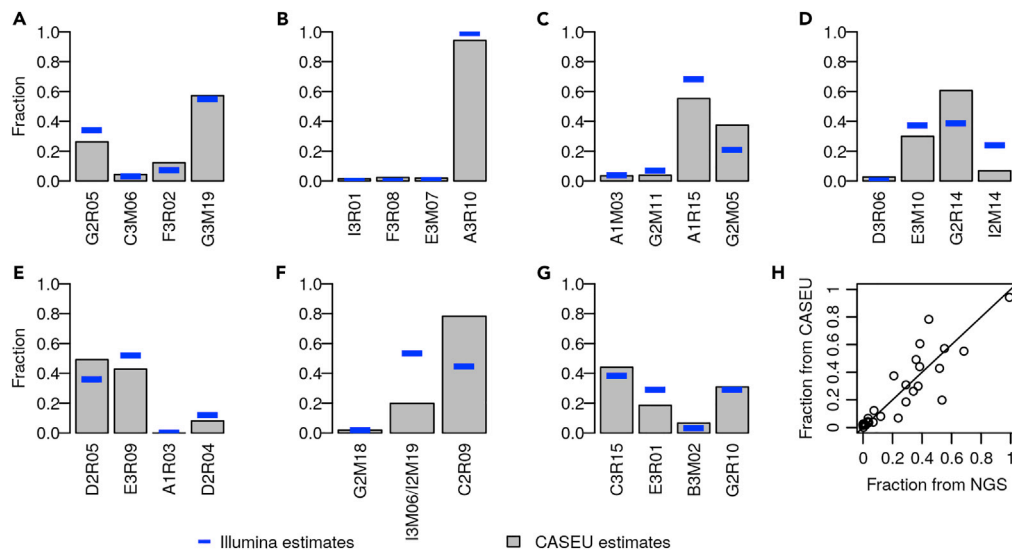 A
B
C
D
Fraction
1.0
0.8
0.6
0.4
0.2
0.0
G2R05
C3M06
F3R02
G3M19
1.0
0.8
0.6
0.4
0.2
0.0
I3R01
F3R08
E3M07
A3R10
1.0
0.8
0.6
0.4
0.2
0.0
A1M03
G2M11
A1R15
G2M05
1.0
0.8
0.6
0.4
0.2
0.0
D3R06
E3M10
G2R14
I2M14
E
F
G
H
Fraction
1.0
0.8
0.6
0.4
0.2
0.0
D2R05
E3R09
A1R03
D2R04
1.0
0.8
0.6
0.4
0.2
0.0
G2M18
I3M06/I2M19
C2R09
1.0
0.8
0.6
0.4
0.2
0.0
C3R15
E3R01
B3M02
G2R10
Fraction from CASEU
1
0.8
0.6
0.4
0.2
0
0 0.2 0.4 0.6 0.8 1
Fraction from NGS
Illumina estimates
CASEU estimates